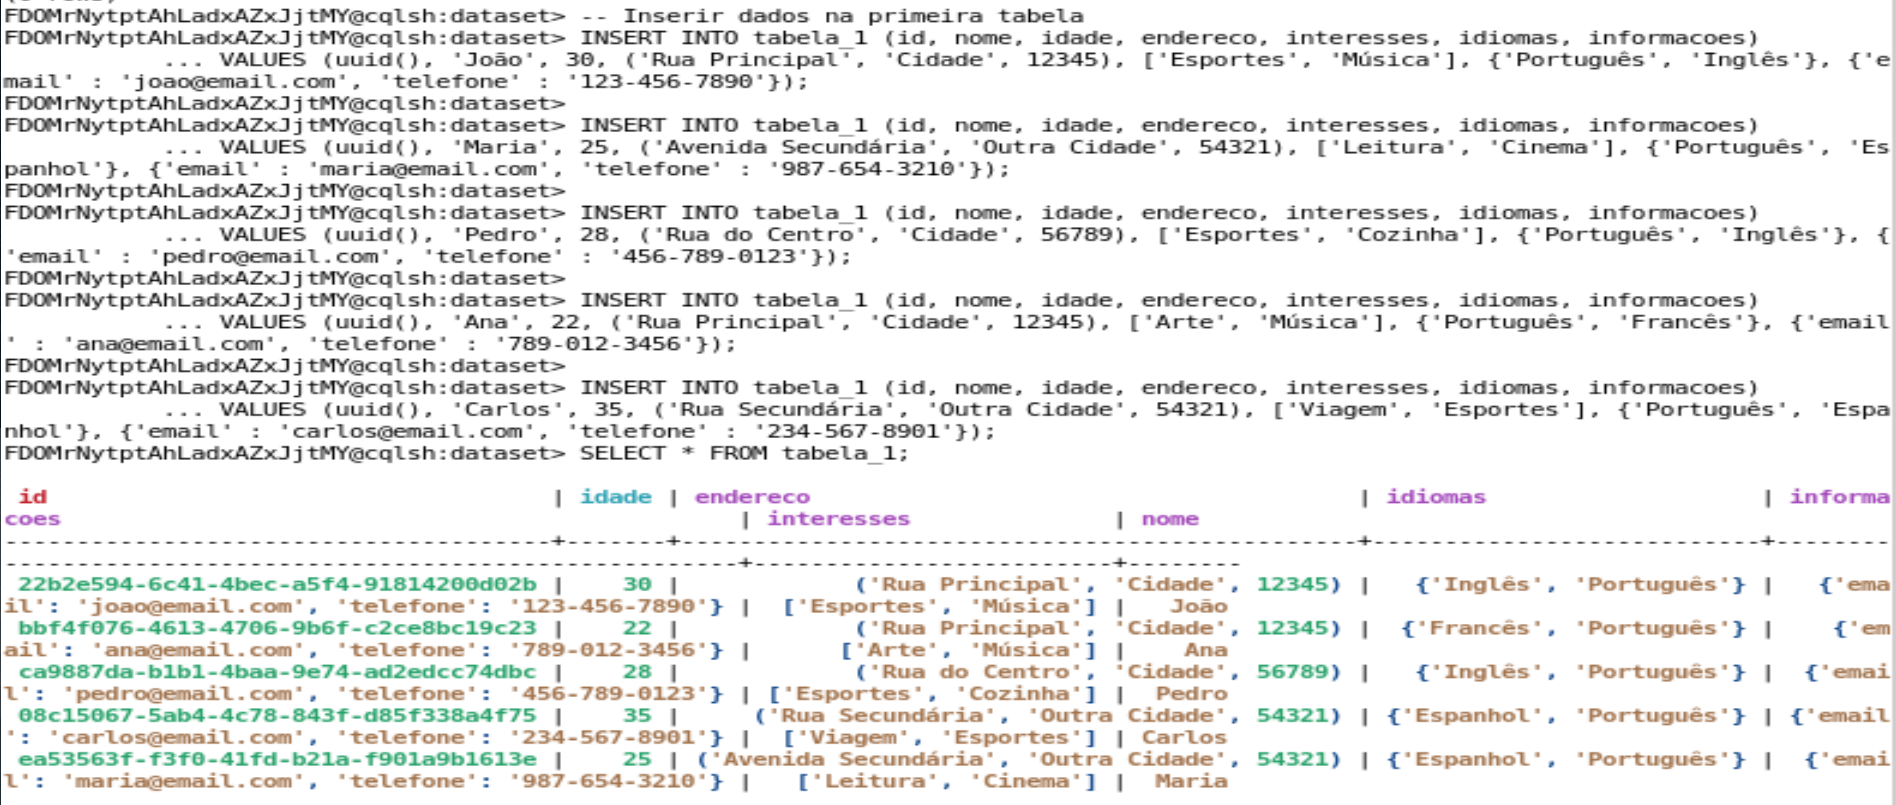 FDOMrNytptAhLadxAZxJjtMY@cqlsh:dataset> -- Inserir dados na primeira tabela
FDOMrNytptAhLadxAZxJjtMY@cqlsh:dataset> INSERT INTO tabela_1 (id, nome, idade, endereco, interesses, idiomas, informacoes)
... VALUES (uuid(), 'João', 30, ('Rua Principal', 'Cidade', 12345), ['Esportes', 'Música'], {'Português', 'Inglês'}, {'e
mail' : 'joao@email.com', 'telefone' : '123-456-7890'});
FDOMrNytptAhLadxAZxJjtMY@cqlsh:dataset>
FDOMrNytptAhLadxAZxJjtMY@cqlsh:dataset> INSERT INTO tabela_1 (id, nome, idade, endereco, interesses, idiomas, informacoes)
... VALUES (uuid(), 'Maria', 25, ('Avenida Secundária', 'Outra Cidade', 54321), ['Leitura', 'Cinema'], {'Português', 'Es
panhol'}, {'email' : 'maria@email.com', 'telefone' : '987-654-3210'});
FDOMrNytptAhLadxAZxJjtMY@cqlsh:dataset>
FDOMrNytptAhLadxAZxJjtMY@cqlsh:dataset> INSERT INTO tabela_1 (id, nome, idade, endereco, interesses, idiomas, informacoes)
... VALUES (uuid(), 'Pedro', 28, ('Rua do Centro', 'Cidade', 56789), ['Esportes', 'Cozinha'], {'Português', 'Inglês'}, {
'email' : 'pedro@email.com', 'telefone' : '456-789-0123'});
FDOMrNytptAhLadxAZxJjtMY@cqlsh:dataset>
FDOMrNytptAhLadxAZxJjtMY@cqlsh:dataset> INSERT INTO tabela_1 (id, nome, idade, endereco, interesses, idiomas, informacoes)
... VALUES (uuid(), 'Ana', 22, ('Rua Principal', 'Cidade', 12345), ['Arte', 'Música'], {'Português', 'Francês'}, {'email
' : 'ana@email.com', 'telefone' : '789-012-3456'});
FDOMrNytptAhLadxAZxJjtMY@cqlsh:dataset>
FDOMrNytptAhLadxAZxJjtMY@cqlsh:dataset> INSERT INTO tabela_1 (id, nome, idade, endereco, interesses, idiomas, informacoes)
... VALUES (uuid(), 'Carlos', 35, ('Rua Secundária', 'Outra Cidade', 54321), ['Viagem', 'Esportes'], {'Português', 'Espa
nhol'}, {'email' : 'carlos@email.com', 'telefone' : '234-567-8901'});
FDOMrNytptAhLadxAZxJjtMY@cqlsh:dataset> SELECT * FROM tabela_1;
id | idade | endereco | idiomas | informa
coes | interesses | nome
--------------------------------------+-------+-----------------------------------------------+---------------------------+---------
---------------------------------------------------+-------------------------+--------
22b2e594-6c41-4bec-a5f4-91814200d02b | 30 | ('Rua Principal', 'Cidade', 12345) | {'Inglês', 'Português'} | {'ema
il': 'joao@email.com', 'telefone': '123-456-7890'} | ['Esportes', 'Música'] | João
bbf4f076-4613-4706-9b6f-c2ce8bc19c23 | 22 | ('Rua Principal', 'Cidade', 12345) | {'Francês', 'Português'} | {'em
ail': 'ana@email.com', 'telefone': '789-012-3456'} | ['Arte', 'Música'] | Ana
ca9887da-b1b1-4baa-9e74-ad2edcc74dbc | 28 | ('Rua do Centro', 'Cidade', 56789) | {'Inglês', 'Português'} | {'emai
l': 'pedro@email.com', 'telefone': '456-789-0123'} | ['Esportes', 'Cozinha'] | Pedro
08c15067-5ab4-4c78-843f-d85f338a4f75 | 35 | ('Rua Secundária', 'Outra Cidade', 54321) | {'Espanhol', 'Português'} | {'email
': 'carlos@email.com', 'telefone': '234-567-8901'} | ['Viagem', 'Esportes'] | Carlos
ea53563f-f3f0-41fd-b21a-f901a9b1613e | 25 | ('Avenida Secundária', 'Outra Cidade', 54321) | {'Espanhol', 'Português'} | {'emai
l': 'maria@email.com', 'telefone': '987-654-3210'} | ['Leitura', 'Cinema'] | Maria